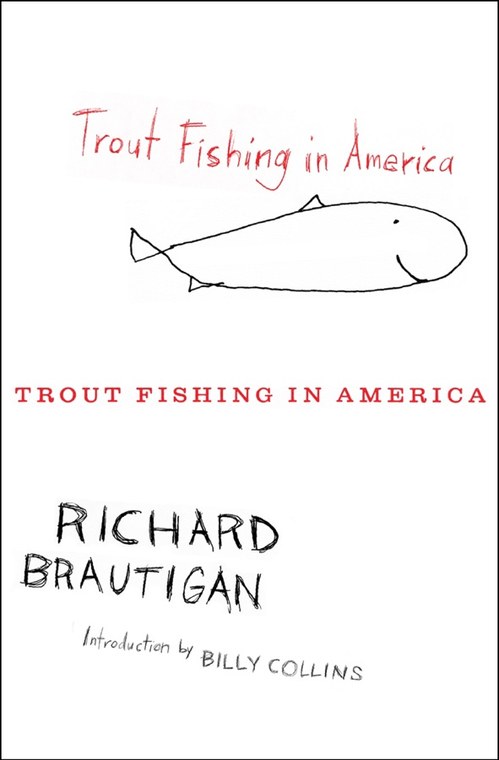 Trout Fishing in America
TROUT FISHING IN AMERICA
RICHARD
BRAUTIGAN
Introduction by BILLY COLLINS